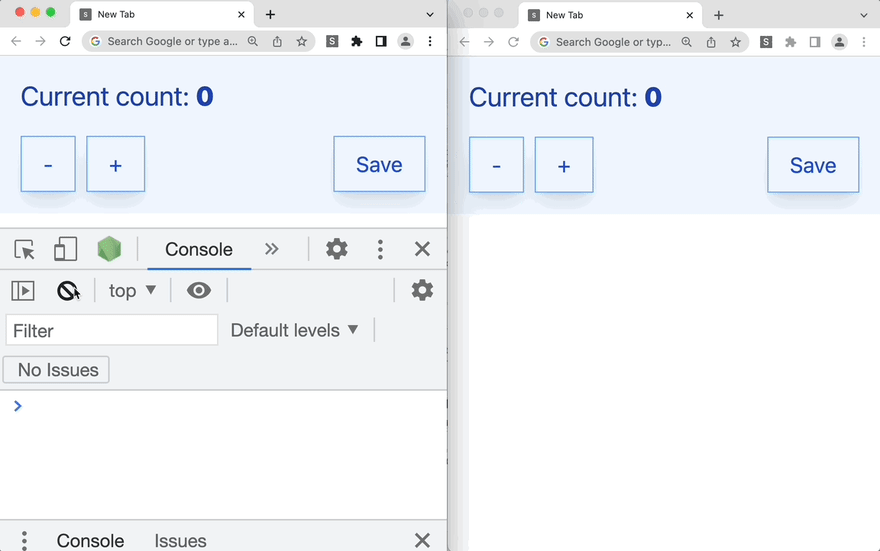 S New Tab
Search Google or type a... S
Current count: 0
- + Save
Console
top
Filter Default levels
No Issues
Console Issues
S New Tab
Search Google or typ... S
Current count: 0
- + Save